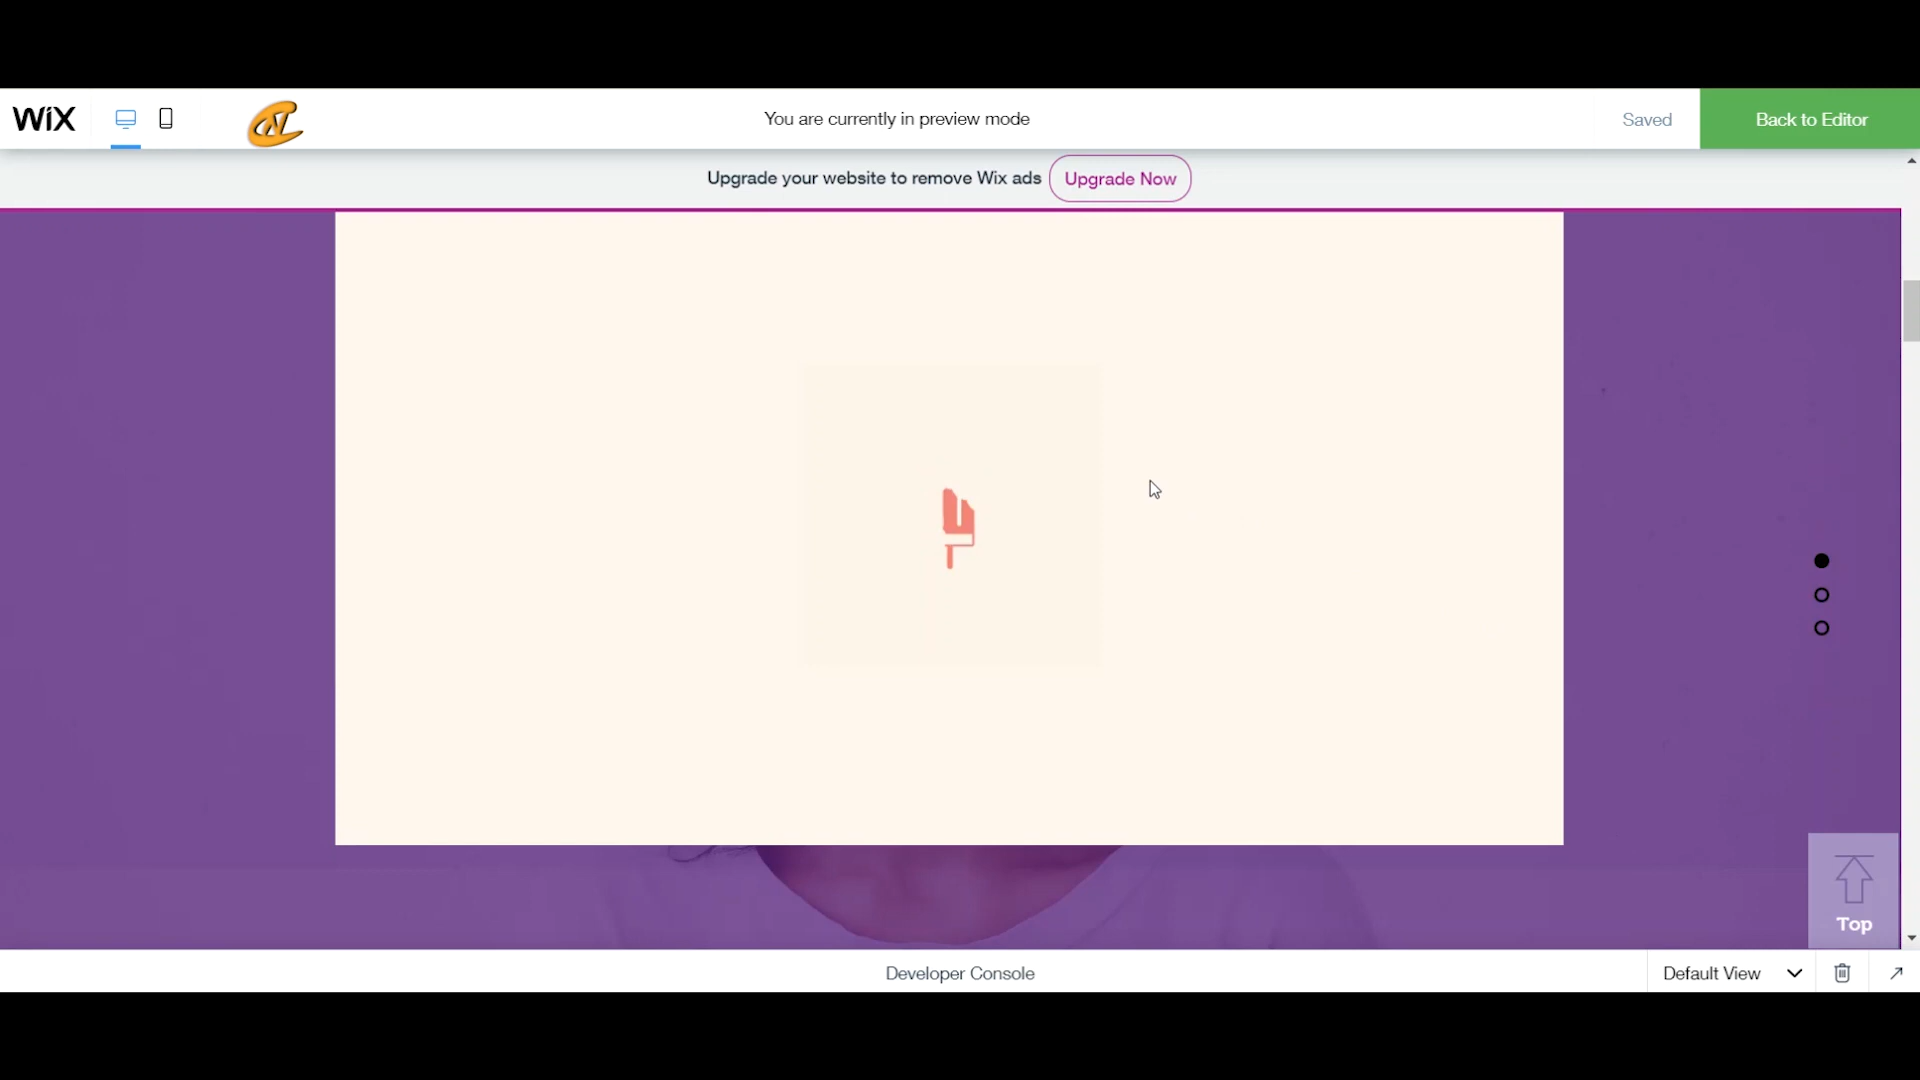 WiX
You are currently in preview mode
Saved
Back to Editor
Upgrade your website to remove Wix ads
Upgrade Now
Top
Developer Console
Default View